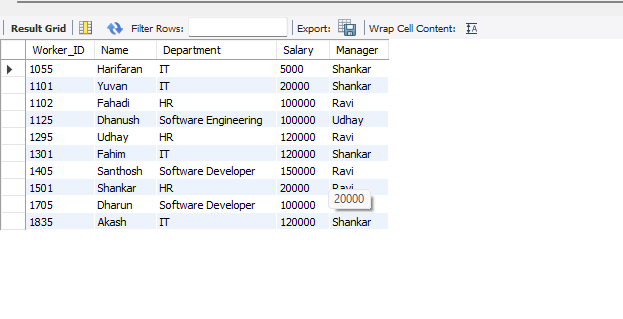 Result Grid Filter Rows: Export: Wrap Cell Content:
Worker_ID Name Department Salary Manager
1055 Harifaran IT 5000 Shankar
1101 Yuvan IT 20000 Shankar
1102 Fahadi HR 100000 Ravi
1125 Dhanush Software Engineering 100000 Udhay
1295 Udhay HR 120000 Ravi
1301 Fahim IT 120000 Shankar
1405 Santhosh Software Developer 150000 Ravi
1501 Shankar HR 20000 Ravi
20000
1705 Dharun Software Developer 100000
1835 Akash IT 120000 Shankar